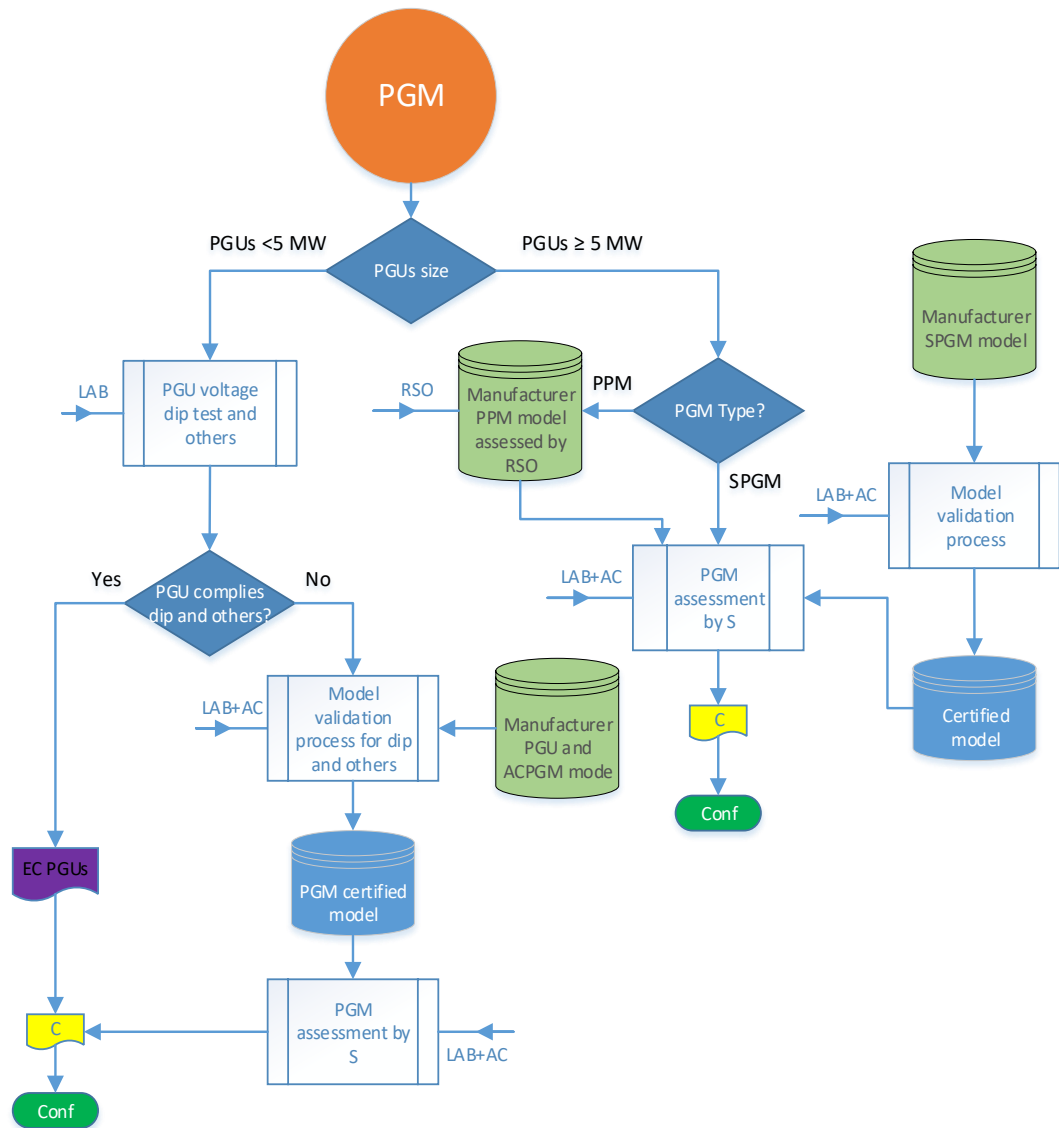 PGM
PGUs <5 MW
PGUs ≥ 5 MW
PGUs size
Manufacturer
SPGM model
LAB
PGU voltage
dip test and
others
RSO
Manufacturer
PPM model
assessed by
RSO
PPM
PGM Type?
SPGM
LAB+AC
Model
validation
process
Yes
PGU complies
dip and others?
No
LAB+AC
PGM
assessment
by S
LAB+AC
Model
validation
process for dip
and others
Manufacturer
PGU and
ACPGM mode
C
Certified
model
Conf
EC PGUs
PGM certified
model
C
PGM
assessment by
S
LAB+AC
Conf